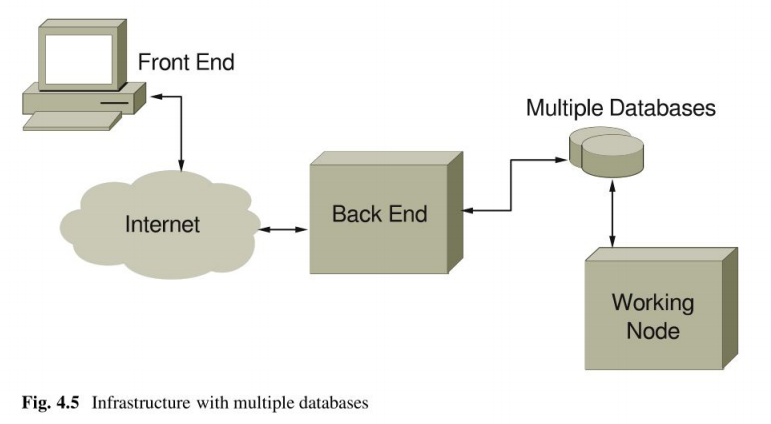 Front End
Multiple Databases
Internet
Back End
Working
Node
Fig. 4.5 Infrastructure with multiple databases